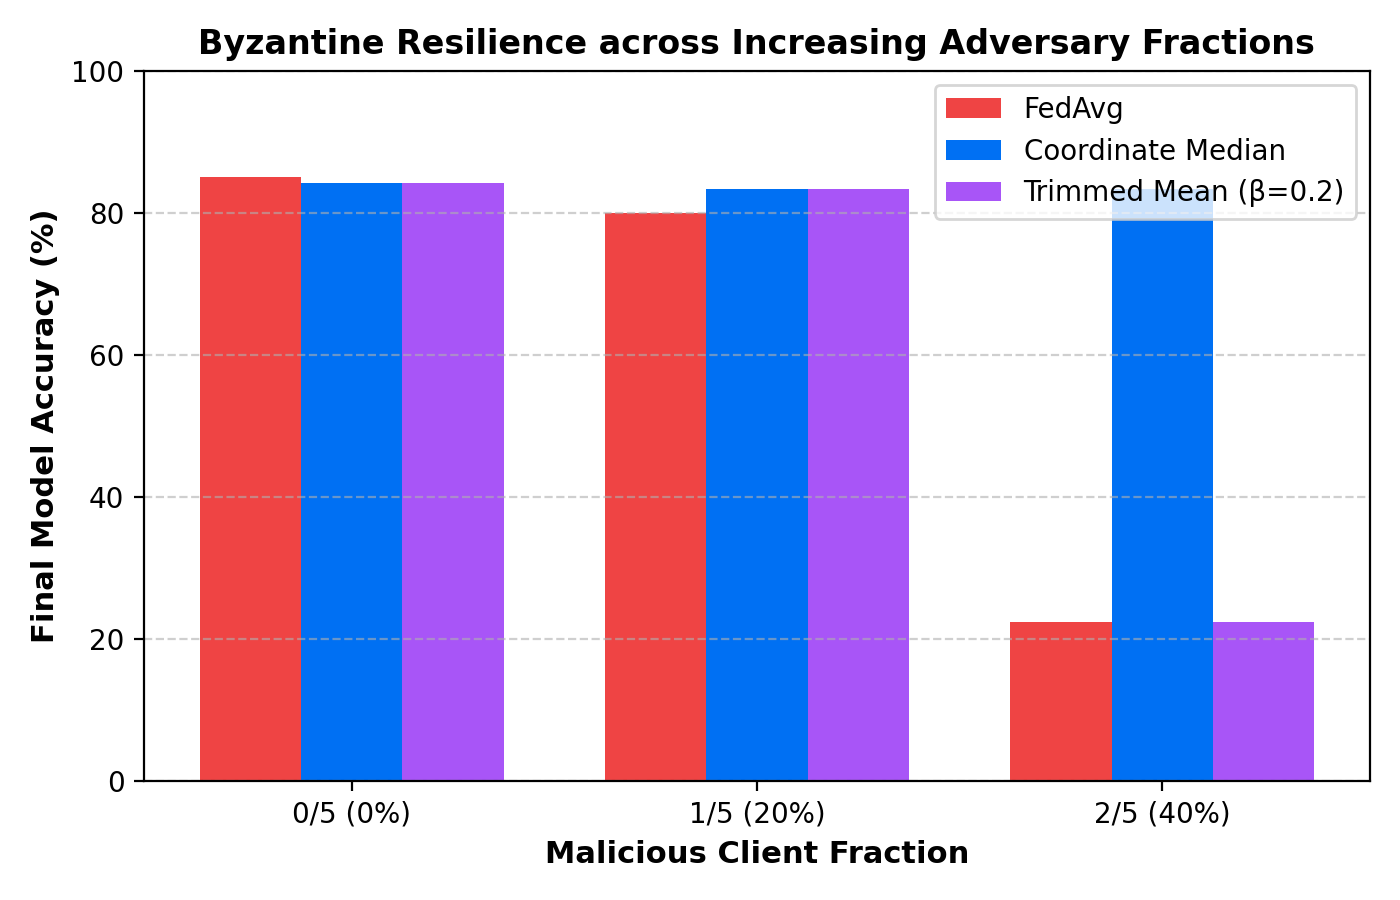 Byzantine Resilience across Increasing Adversary Fractions
Final Model Accuracy (%)
100
80
60
40
20
0
FedAvg
Coordinate Median
Trimmed Mean (β=0.2)
0/5 (0%)
1/5 (20%)
2/5 (40%)
Malicious Client Fraction